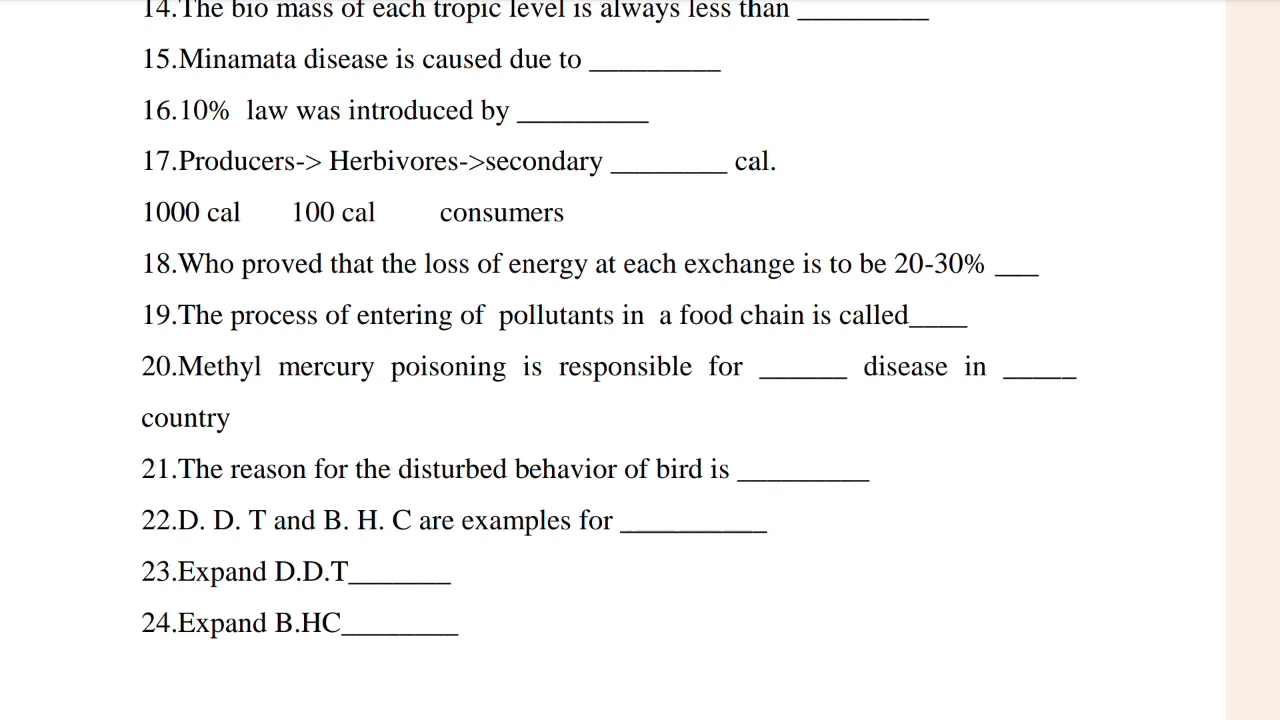 14.The bio mass of each tropic level is always less than _________
15.Minamata disease is caused due to _________
16.10%  law was introduced by _________
17.Producers-> Herbivores->secondary ________ cal.
1000 cal       100 cal         consumers
18.Who proved that the loss of energy at each exchange is to be 20-30% ___
19.The process of entering of  pollutants in  a food chain is called____
20.Methyl mercury poisoning is responsible for ______ disease in _____
country
21.The reason for the disturbed behavior of bird is _________
22.D. D. T and B. H. C are examples for __________
23.Expand D.D.T_______
24.Expand B.HC________